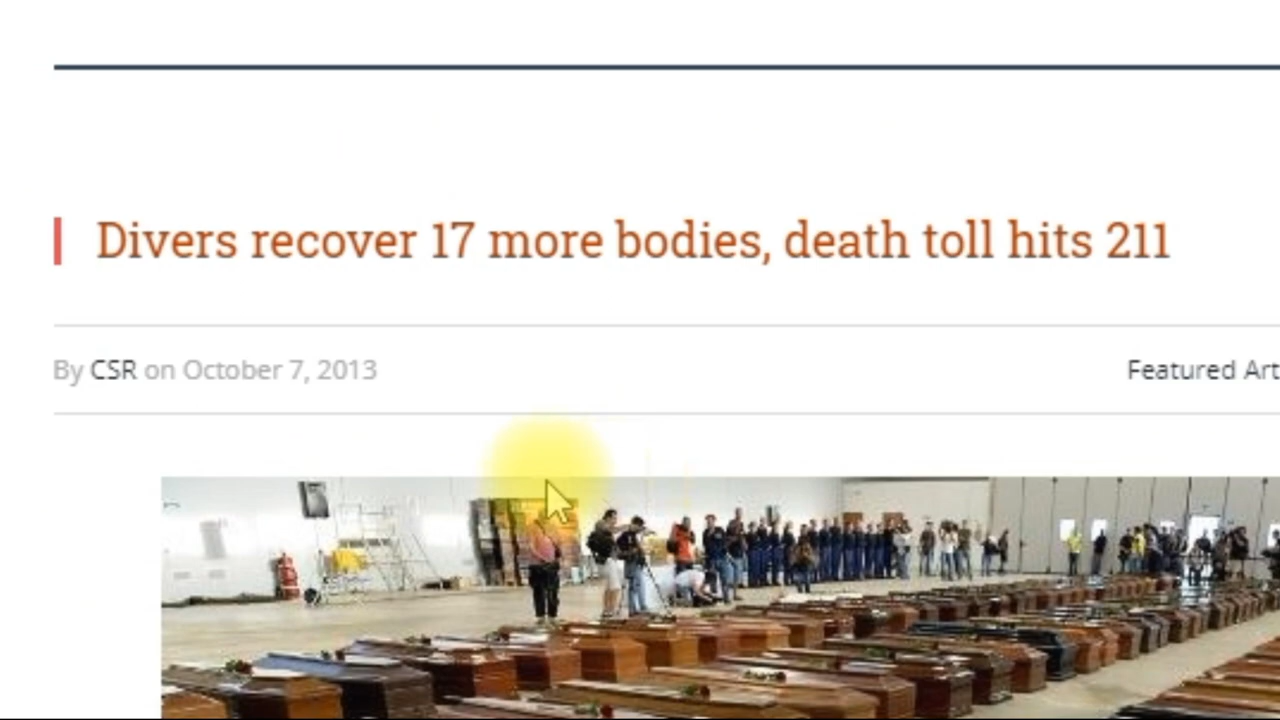 Divers recover 17 more bodies, death toll hits 211
By CSR on October 7, 2013
Featured Art